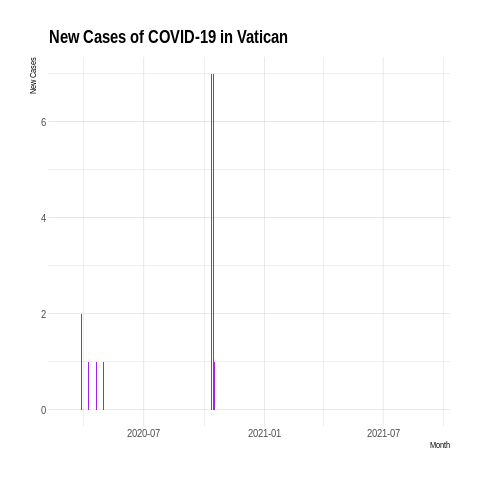 New Cases of COVID-19 in Vatican
New Cases
6
4
2
0
2020-07
2021-01
2021-07
Month